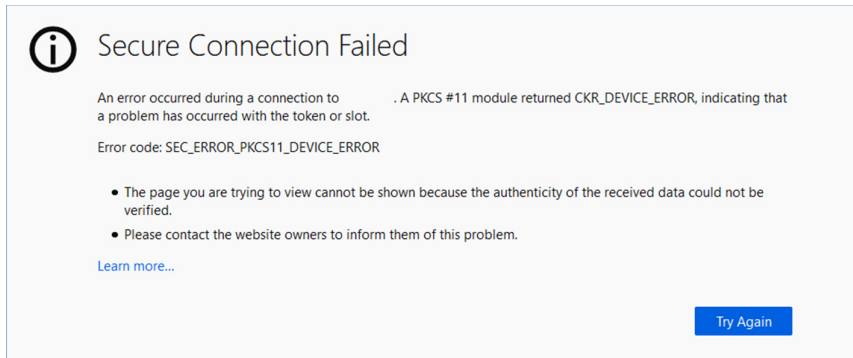 Secure Connection Failed
An error occurred during a connection to . A PKCS #11 module returned CKR_DEVICE_ERROR, indicating that
a problem has occurred with the token or slot.
Error code: SEC_ERROR_PKCS11_DEVICE_ERROR
• The page you are trying to view cannot be shown because the authenticity of the received data could not be
verified.
• Please contact the website owners to inform them of this problem.
Learn more...
Try Again